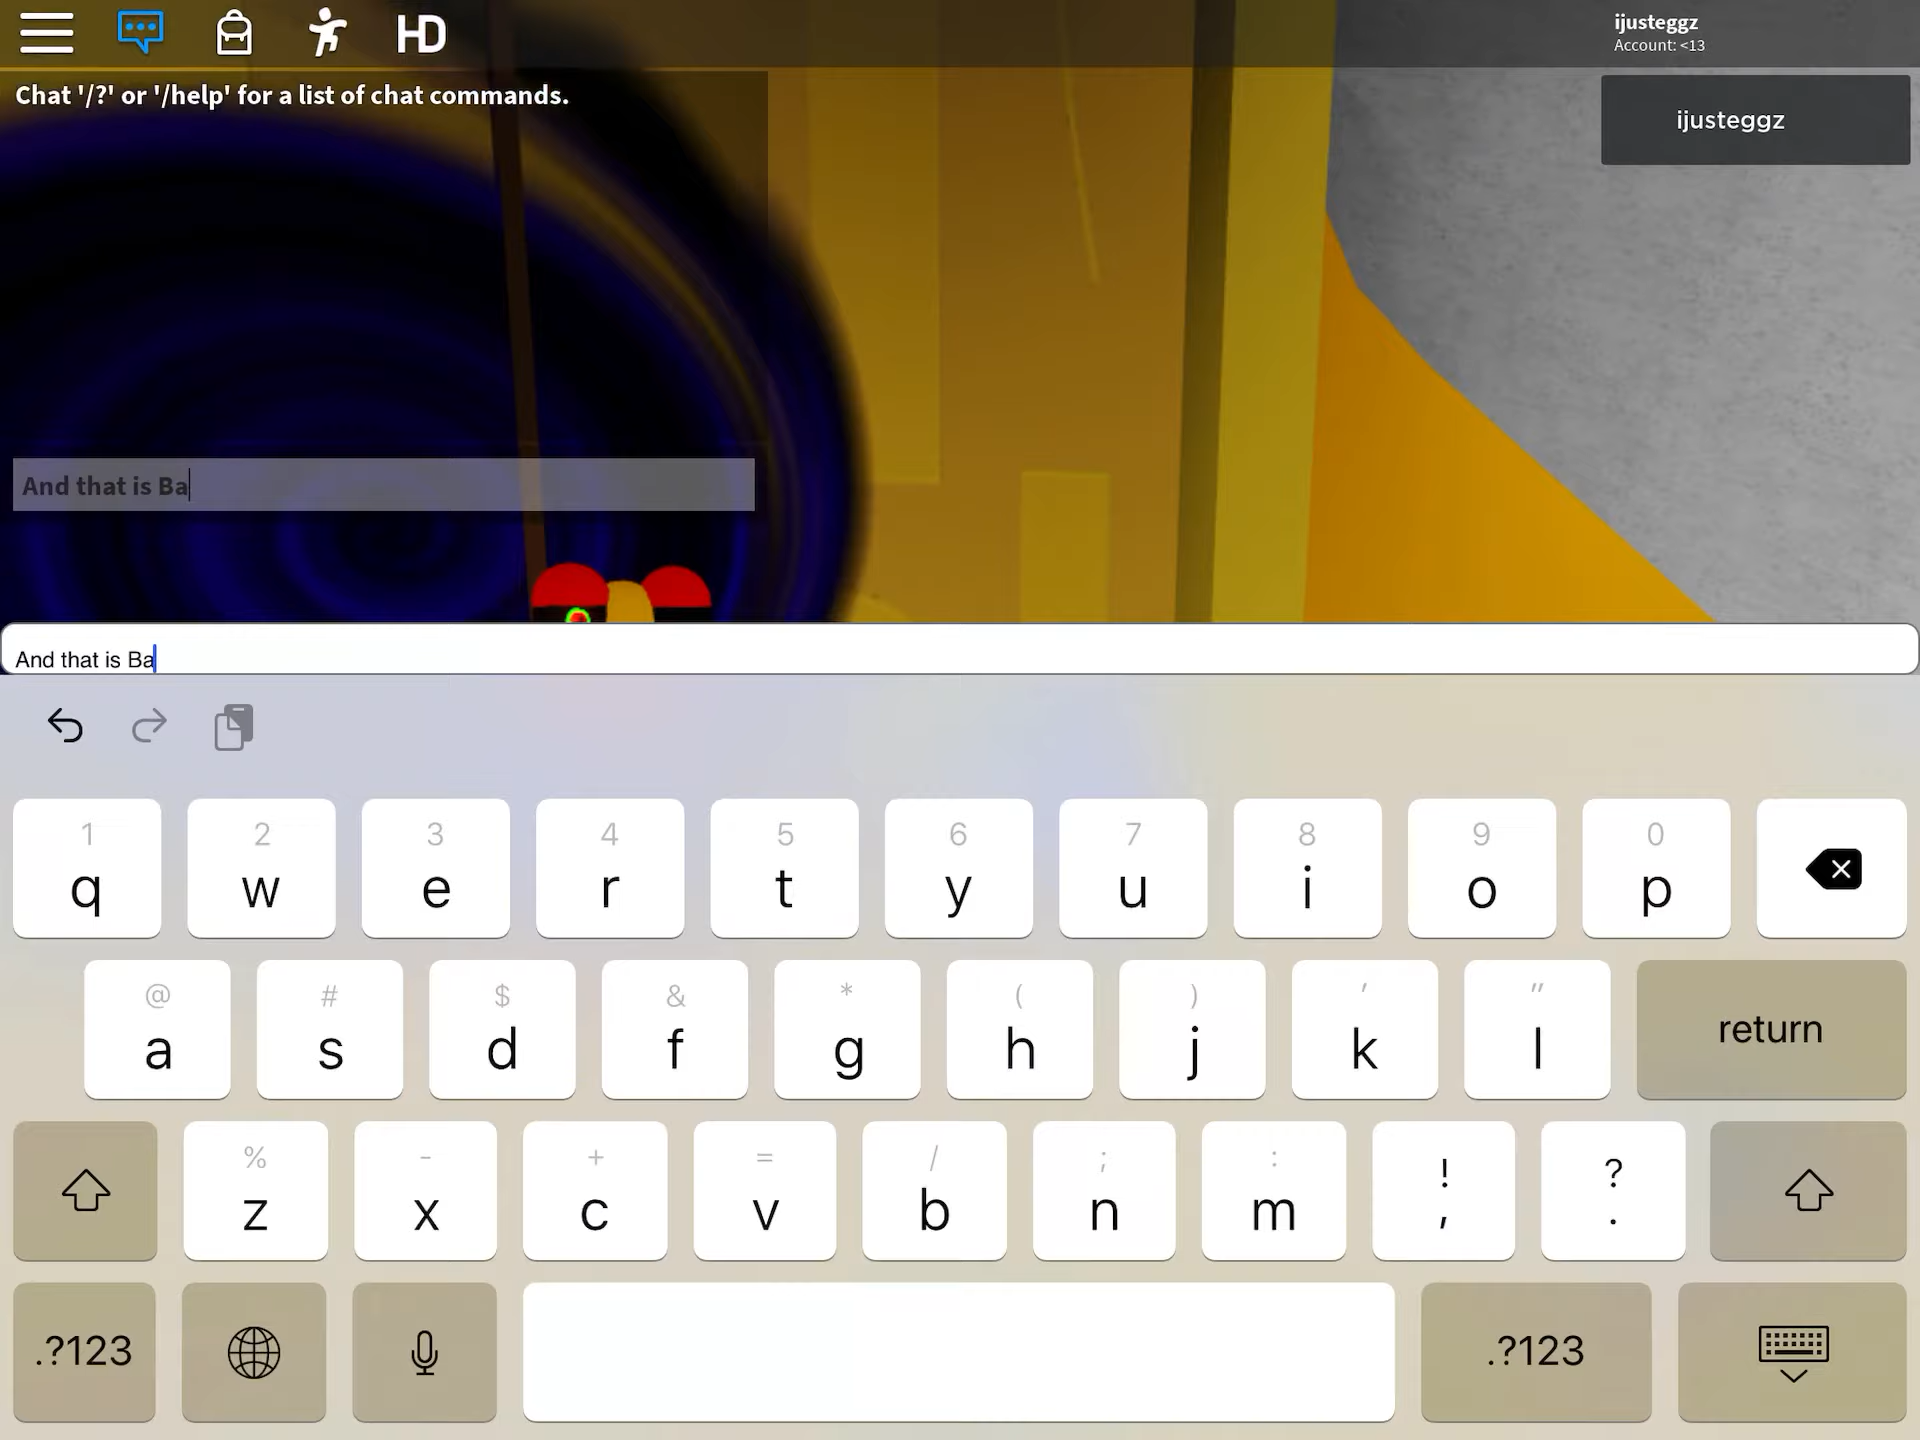 HD
ijusteggz
Account: <13
Chat '/?' or '/help' for a list of chat commands.
ijusteggz
And that is Ba
And that is Ba
1 2 3 4 5 6 7 8 9 0
q w e r t y u i o p
@ # $ & * ( ) ' "
a s d f g h j k l return
% - + = / ; : ! ?
z x c v b n m , .
.?123 .?123